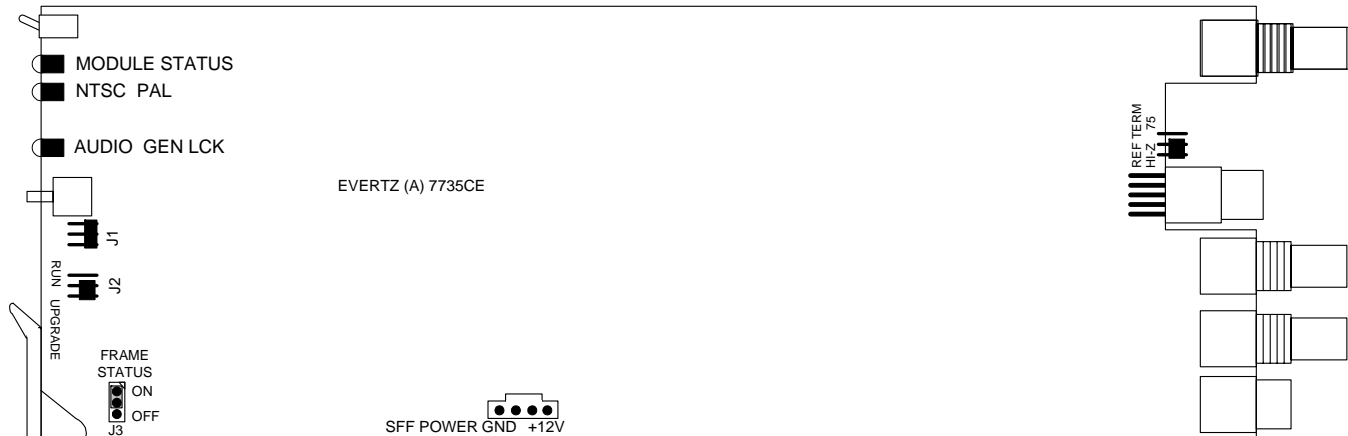 MODULE STATUS
NTSC PAL
AUDIO GEN LCK
EVERTZ (A) 7735CE
REF TERM
HI-Z 75
J1
J2
RUN UPGRADE
FRAME
STATUS
ON
OFF
J3
SFF POWER GND +12V